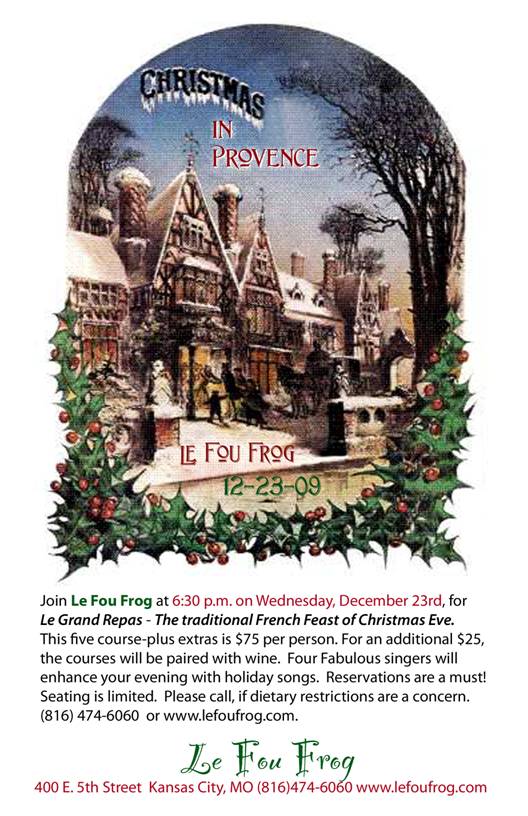 CHRISTMAS
IN
PROVENCE
LE FOU FROG
12-23-09
Join Le Fou Frog at 6:30 p.m. on Wednesday, December 23rd, for
Le Grand Repas - The traditional French Feast of Christmas Eve.
This five course-plus extras is $75 per person. For an additional $25,
the courses will be paired with wine. Four Fabulous singers will
enhance your evening with holiday songs. Reservations are a must!
Seating is limited. Please call, if dietary restrictions are a concern.
(816) 474-6060 or www.lefoufrog.com.
Le Fou Frog
400 E. 5th Street Kansas City, MO (816)474-6060 www.lefoufrog.com